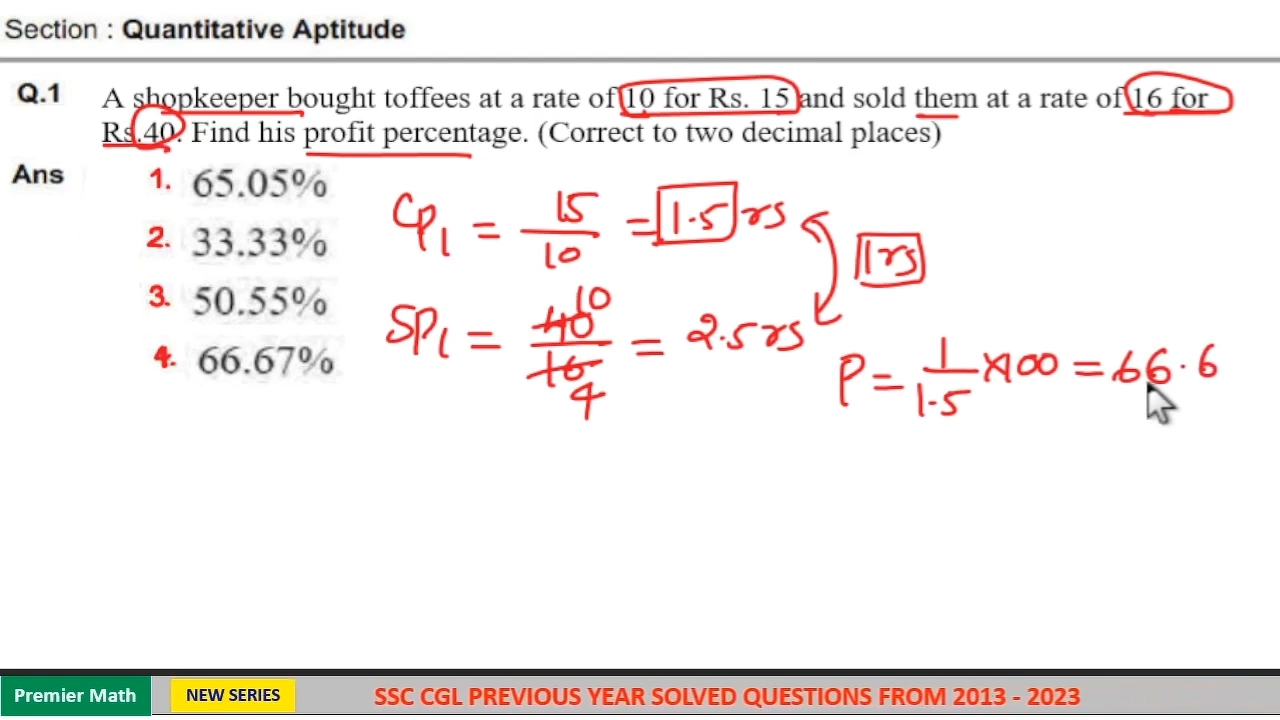 Section : Quantitative Aptitude
Q.1 A shopkeeper bought toffees at a rate of 10 for Rs. 15 and sold them at a rate of 16 for
Rs.40. Find his profit percentage. (Correct to two decimal places)
Ans 1. 65.05%
2. 33.33%
3. 50.55%
4. 66.67%
CP1 = 15/10 = 1.5 rs
1 rs
SP1 = 40 10/16 4 = 2.5 rs
P = 1/1.5 × 100 = 66.6
Premier Math NEW SERIES SSC CGL PREVIOUS YEAR SOLVED QUESTIONS FROM 2013 - 2023